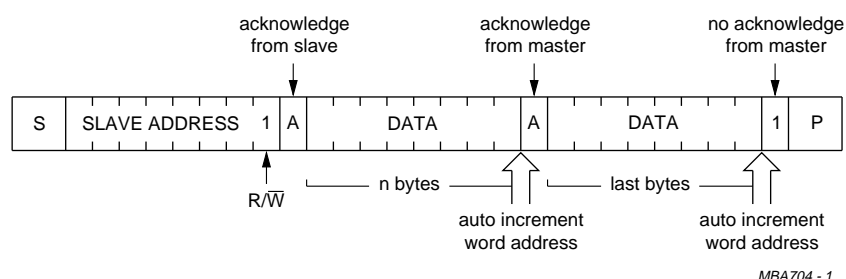 acknowledge from slave
acknowledge from master
no acknowledge from master
S SLAVE ADDRESS 1 A DATA A DATA 1 P
R/W̅
n bytes
last bytes
auto increment word address
auto increment word address
MBA704 - 1